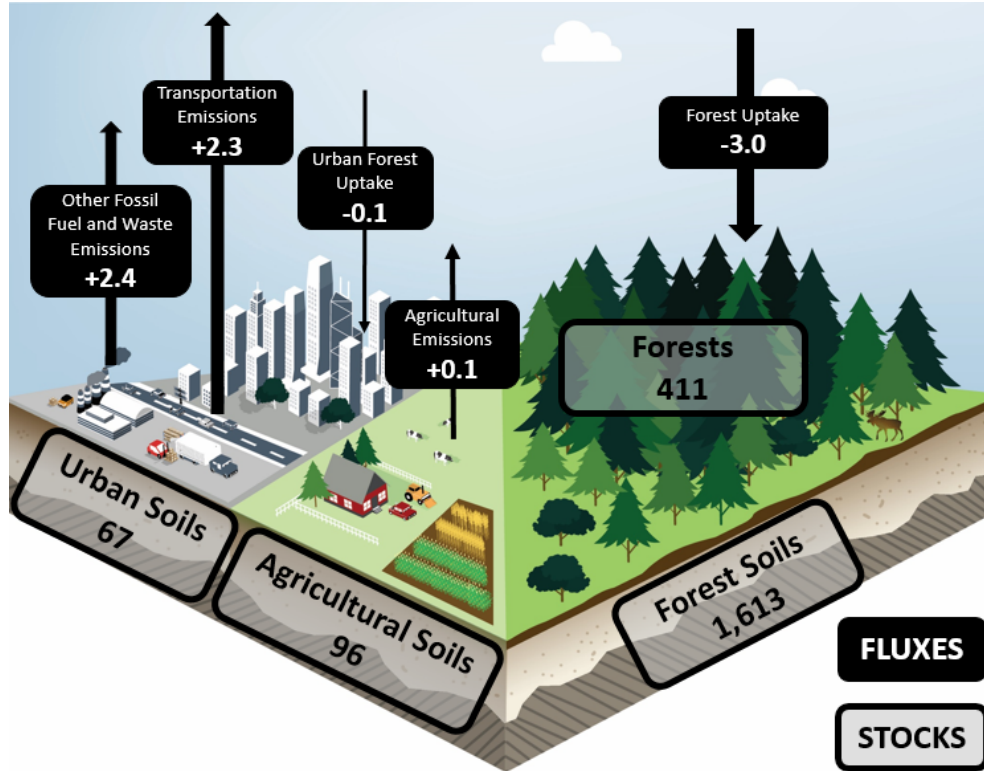 Transportation
Emissions
+2.3
Forest Uptake
-3.0
Urban Forest
Uptake
-0.1
Other Fossil
Fuel and Waste
Emissions
+2.4
Agricultural
Emissions
+0.1
Forests
411
Urban Soils
67
Agricultural Soils
96
Forest Soils
1,613
FLUXES
STOCKS